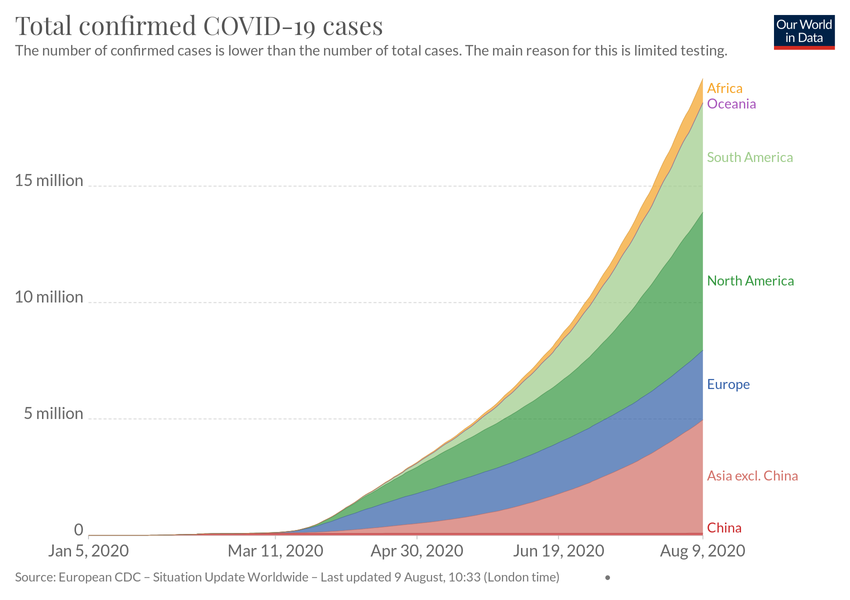 Total confirmed COVID-19 cases
The number of confirmed cases is lower than the number of total cases. The main reason for this is limited testing.
Our World
in Data
Africa
Oceania
South America
15 million
North America
10 million
Europe
5 million
Asia excl. China
China
0
Jan 5, 2020
Mar 11, 2020
Apr 30, 2020
Jun 19, 2020
Aug 9, 2020
Source: European CDC – Situation Update Worldwide – Last updated 9 August, 10:33 (London time)